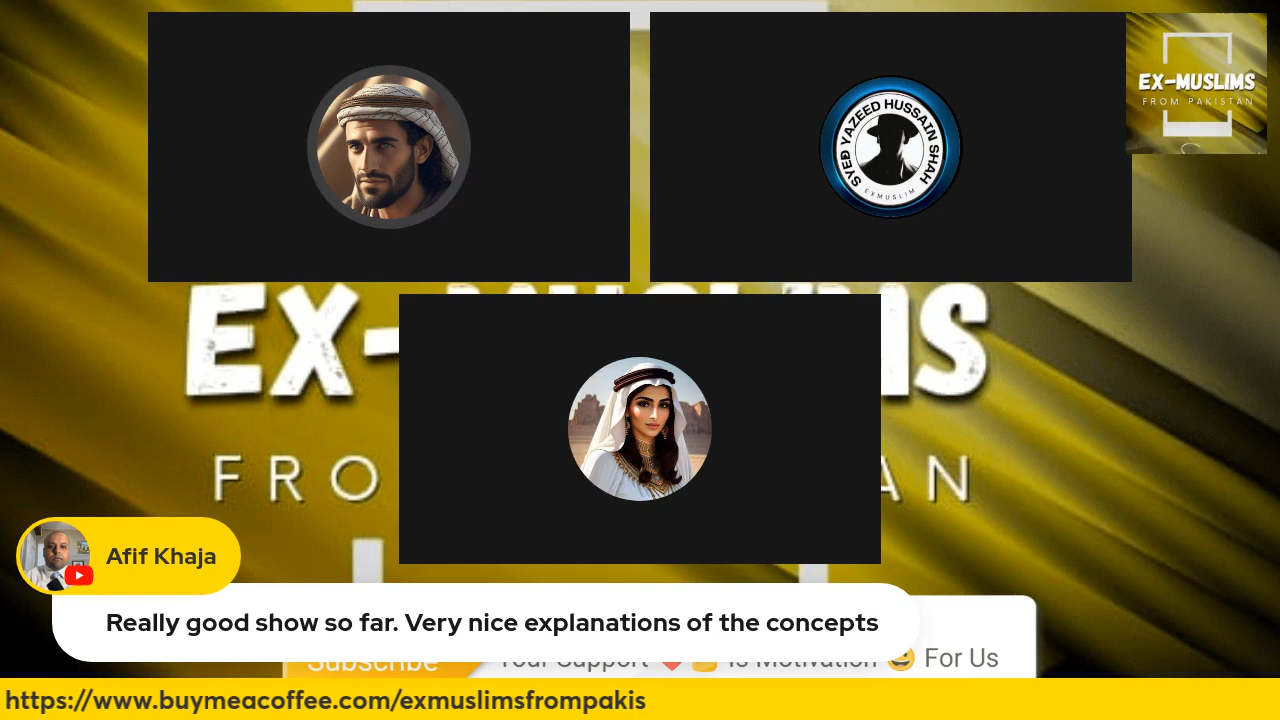 SYED YAZEED HUSSAIN SHAH
EXMUSLIM
EX-MUSLIMS
FROM PAKISTAN
EX-
MS
FRO
AN
Afif Khaja
Really good show so far. Very nice explanations of the concepts
Subscribe
Your Support ❤️ is Motivation 😀 For Us
https://www.buymeacoffee.com/exmuslimsfrompakis